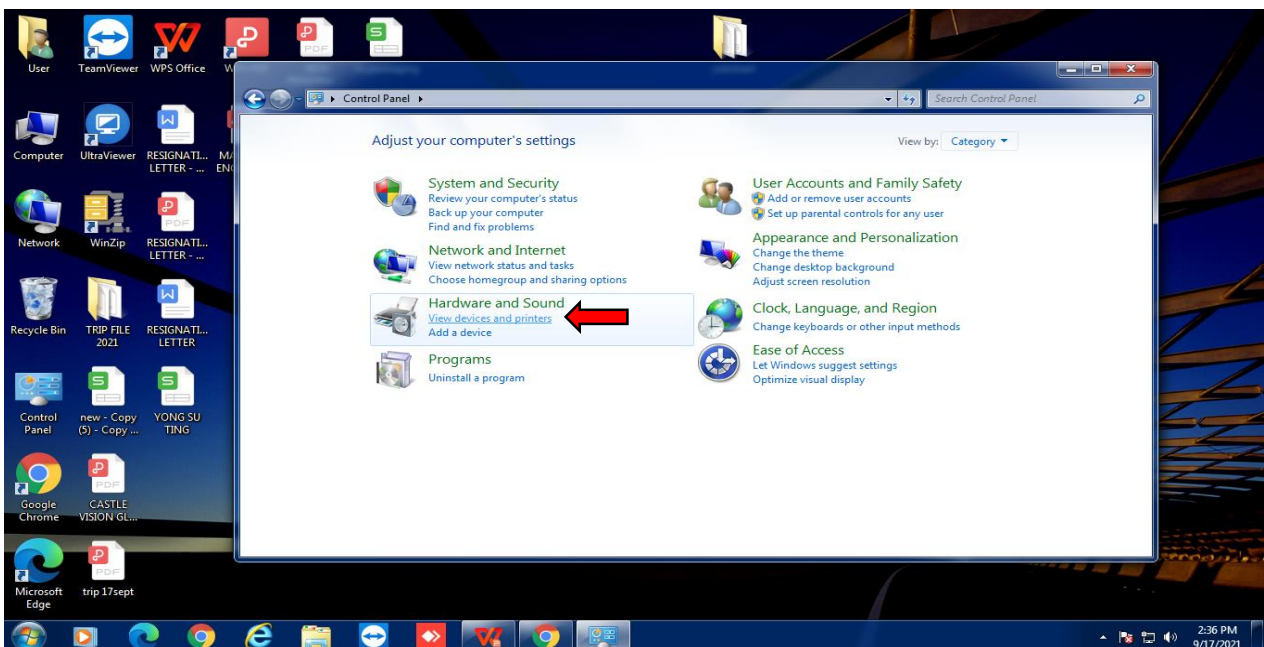 User
TeamViewer
WPS Office
W
Control Panel
Search Control Panel
Adjust your computer's settings
View by: Category
System and Security
Review your computer's status
Back up your computer
Find and fix problems
Network and Internet
View network status and tasks
Choose homegroup and sharing options
Hardware and Sound
View devices and printers
Add a device
Programs
Uninstall a program
User Accounts and Family Safety
Add or remove user accounts
Set up parental controls for any user
Appearance and Personalization
Change the theme
Change desktop background
Adjust screen resolution
Clock, Language, and Region
Change keyboards or other input methods
Ease of Access
Let Windows suggest settings
Optimize visual display
Computer
UltraViewer
RESIGNATI...
LETTER - ...
MA
ENG
Network
WinZip
RESIGNATI...
LETTER - ...
Recycle Bin
TRIP FILE
2021
RESIGNATI...
LETTER
Control
Panel
new - Copy
(5) - Copy ...
YONG SU
TING
Google
Chrome
CASTLE
VISION GL...
Microsoft
Edge
trip 17sept
PDF
PDF
PDF
PDF
2:36 PM
9/17/2021